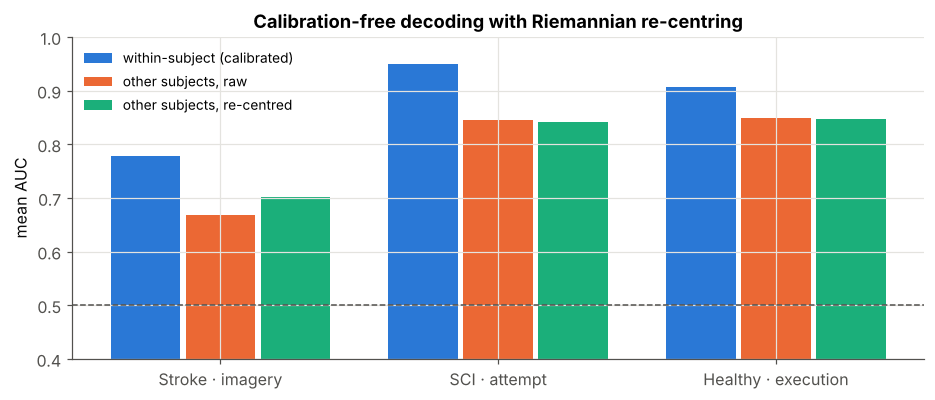 Calibration-free decoding with Riemannian re-centring
within-subject (calibrated)
other subjects, raw
other subjects, re-centred
mean AUC
1.0
0.9
0.8
0.7
0.6
0.5
0.4
Stroke · imagery
SCI · attempt
Healthy · execution